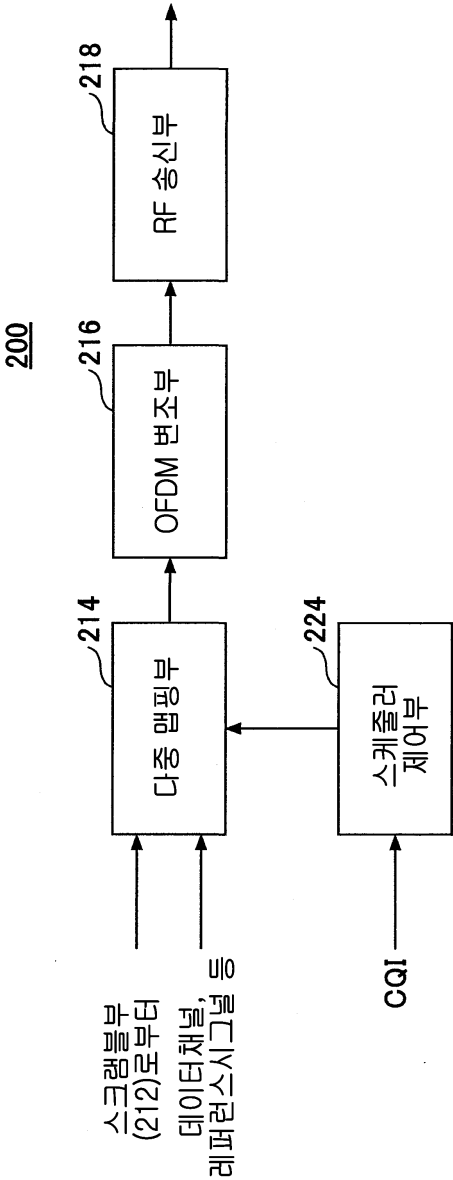 200
스크램블부
(212)로부터
데이터채널,
레퍼런스시그널 등
214
다중 맵핑부
216
OFDM 변조부
218
RF 송신부
CQI
224
스케줄러
제어부